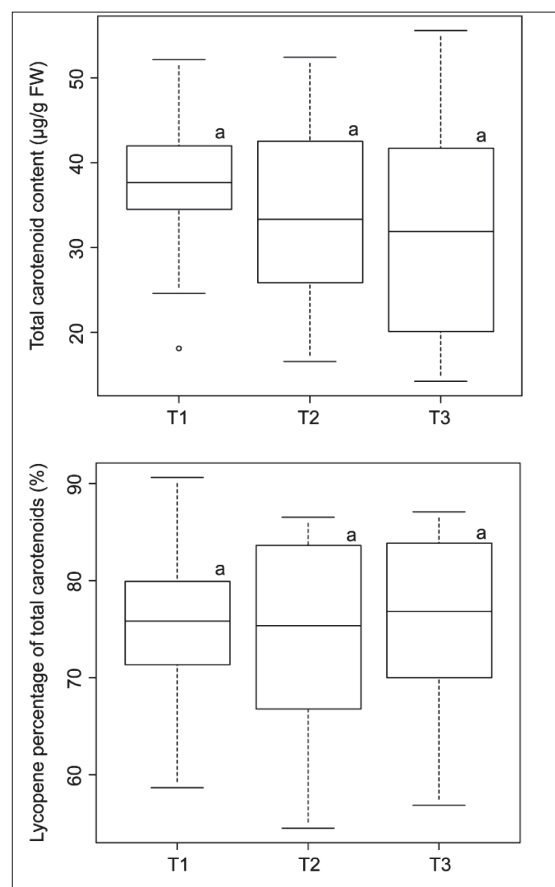 Total carotenoid content (µg/g FW)
50
40
30
20
a
a
a
T1
T2
T3
Lycopene percentage of total carotenoids (%)
90
80
70
60
a
a
a
T1
T2
T3